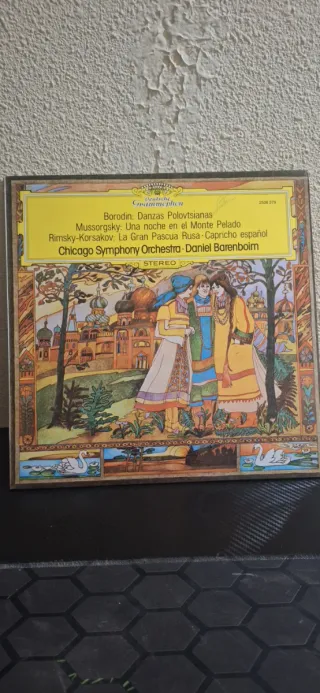 Deutsche
Grammophon
Borodin: Danzas Polovtsianas
Mussorgsky: Una noche en el Monte Pelado
Rimsky-Korsakov: La Gran Pascua Rusa · Capricho español
Chicago Symphony Orchestra · Daniel Barenboim
STEREO